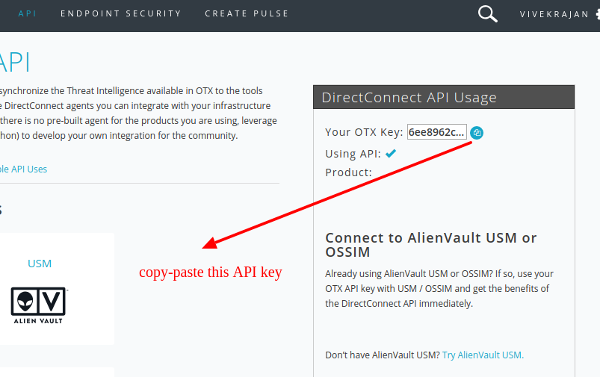 API ENDPOINT SECURITY CREATE PULSE VIVEKRAJAN
API
synchronize the Threat Intelligence available in OTX to the tools
DirectConnect agents you can integrate with your infrastructure
there is no pre-built agent for the products you are using, leverage
to develop your own integration for the community.
API Uses
USM
ALIEN VAULT
copy-paste this API key
DirectConnect API Usage
Your OTX Key: 6ee8962c...
Using API:
Product:
Connect to AlienVault USM or
OSSIM
Already using AlienVault USM or OSSIM? If so, use your
OTX API key with USM / OSSIM and get the benefits of
the DirectConnect API immediately.
Don't have AlienVault USM? Try AlienVault USM.